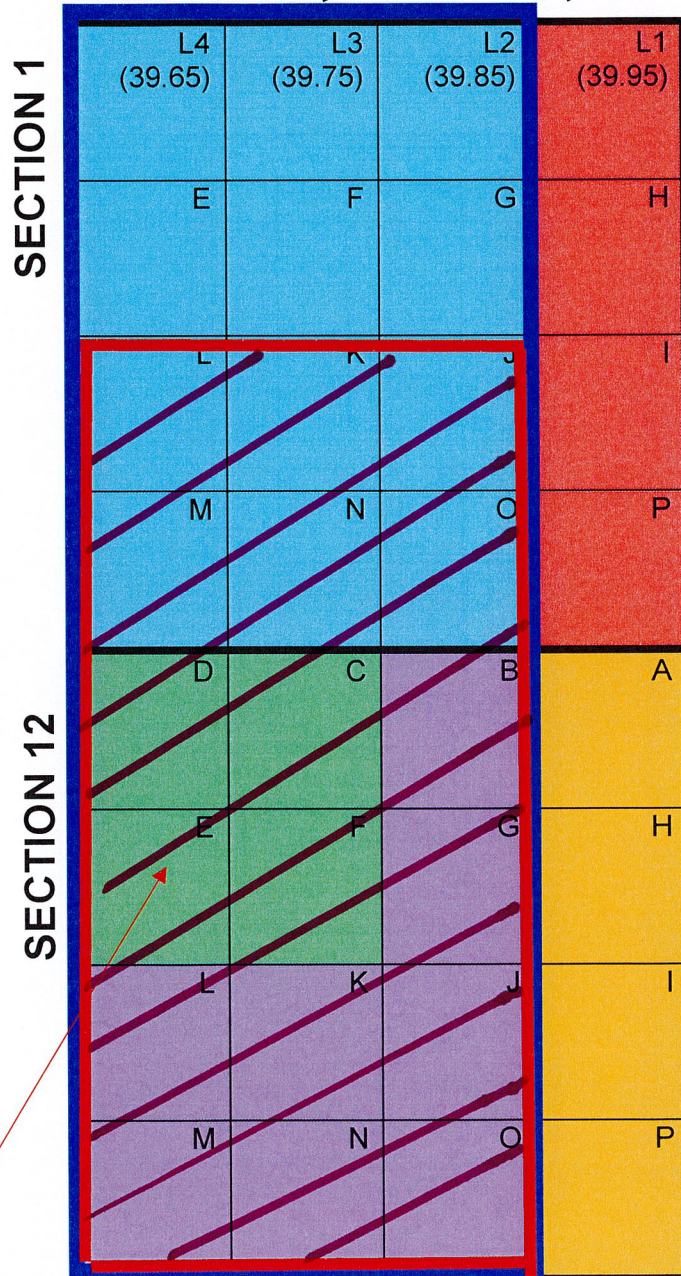 SECTION 1
L4 L3 L2 L1
(39.65) (39.75) (39.85) (39.95)
E F G H
L K J I
M N O P
SECTION 12
D C B A
E F G H
L K J I
M N O P